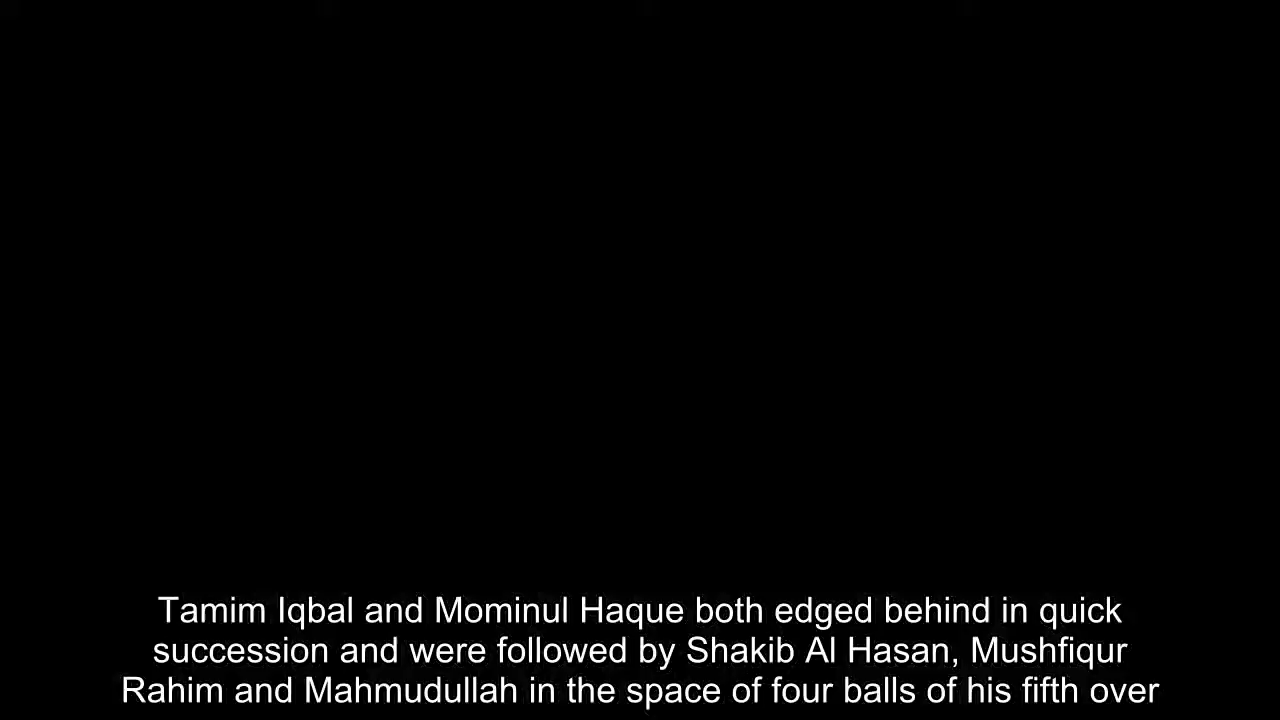 Tamim Iqbal and Mominul Haque both edged behind in quick
succession and were followed by Shakib Al Hasan, Mushfiqur
Rahim and Mahmudullah in the space of four balls of his fifth over